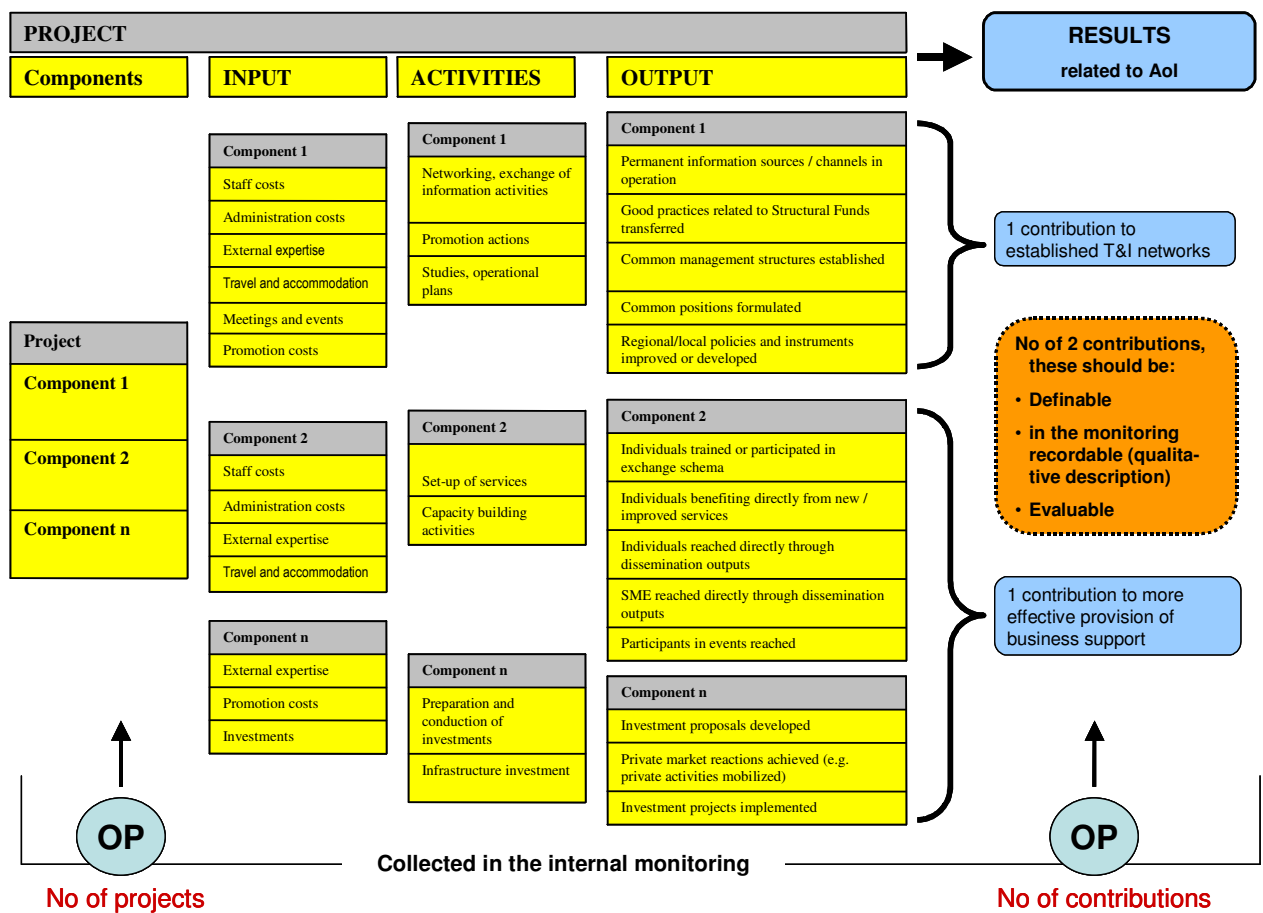 PROJECT
RESULTS
related to AoI
Components
INPUT
ACTIVITIES
OUTPUT
Project
Component 1
Component 2
Component n
Component 1
Staff costs
Administration costs
External expertise
Travel and accommodation
Meetings and events
Promotion costs
Component 2
Staff costs
Administration costs
External expertise
Travel and accommodation
Component n
External expertise
Promotion costs
Investments
Component 1
Networking, exchange of
information activities
Promotion actions
Studies, operational
plans
Component 2
Set-up of services
Capacity building
activities
Component n
Preparation and
conduction of
investments
Infrastructure investment
Component 1
Permanent information sources / channels in
operation
Good practices related to Structural Funds
transferred
Common management structures established
Common positions formulated
Regional/local policies and instruments
improved or developed
Component 2
Individuals trained or participated in
exchange schema
Individuals benefiting directly from new /
improved services
Individuals reached directly through
dissemination outputs
SME reached directly through dissemination
outputs
Participants in events reached
Component n
Investment proposals developed
Private market reactions achieved (e.g.
private activities mobilized)
Investment projects implemented
1 contribution to
established T&I networks
No of 2 contributions,
these should be:
• Definable
• in the monitoring
recordable (qualita-
tive description)
• Evaluable
1 contribution to more
effective provision of
business support
OP
Collected in the internal monitoring
OP
No of projects
No of contributions